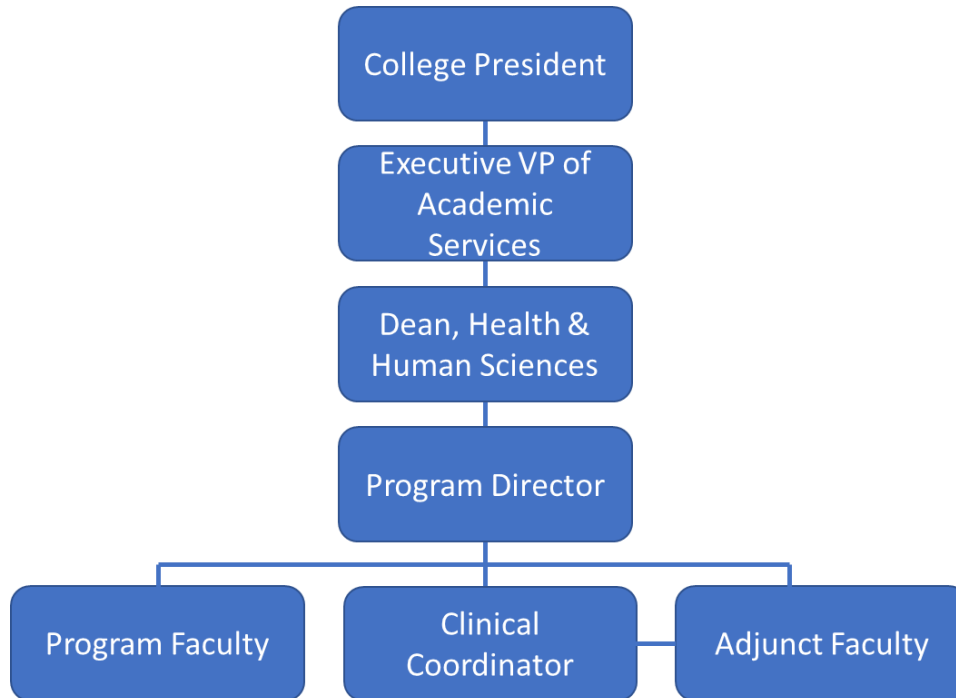 College President
Executive VP of
Academic
Services
Dean, Health &
Human Sciences
Program Director
Program Faculty
Clinical
Coordinator
Adjunct Faculty